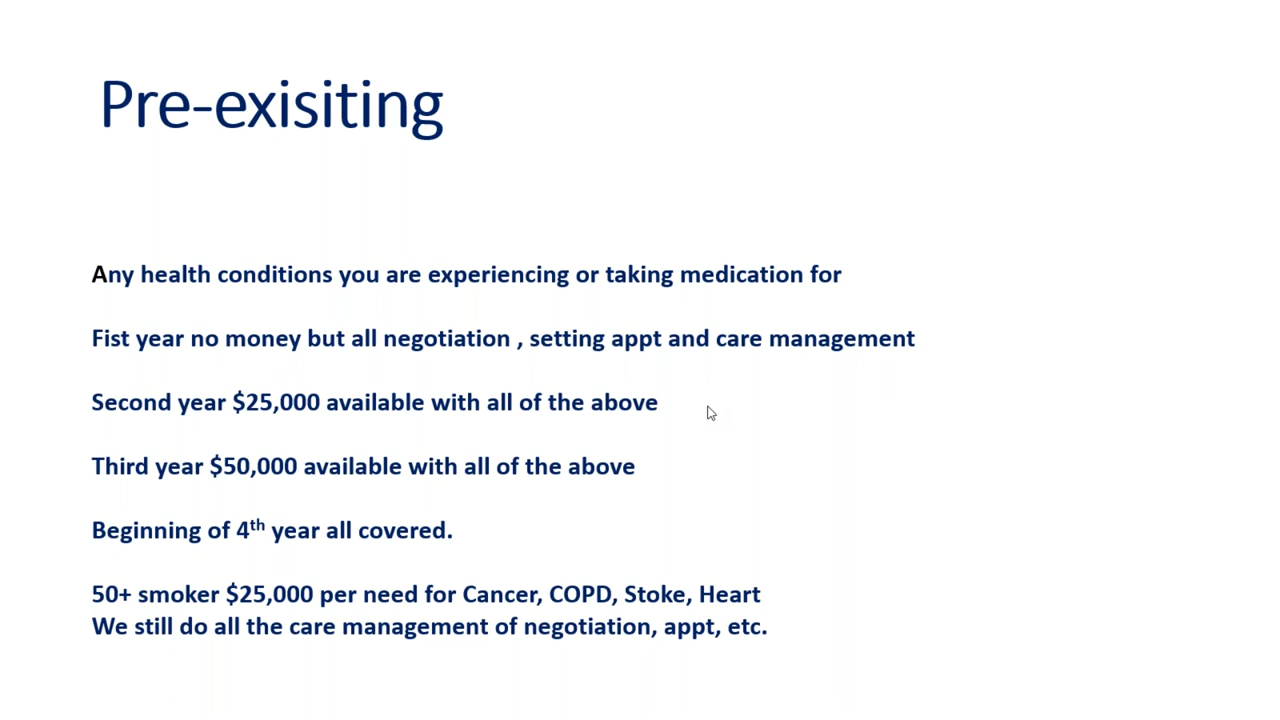 Pre-exisiting
Any health conditions you are experiencing or taking medication for
Fist year no money but all negotiation , setting appt and care management
Second year $25,000 available with all of the above
Third year $50,000 available with all of the above
Beginning of 4th year all covered.
50+ smoker $25,000 per need for Cancer, COPD, Stoke, Heart
We still do all the care management of negotiation, appt, etc.